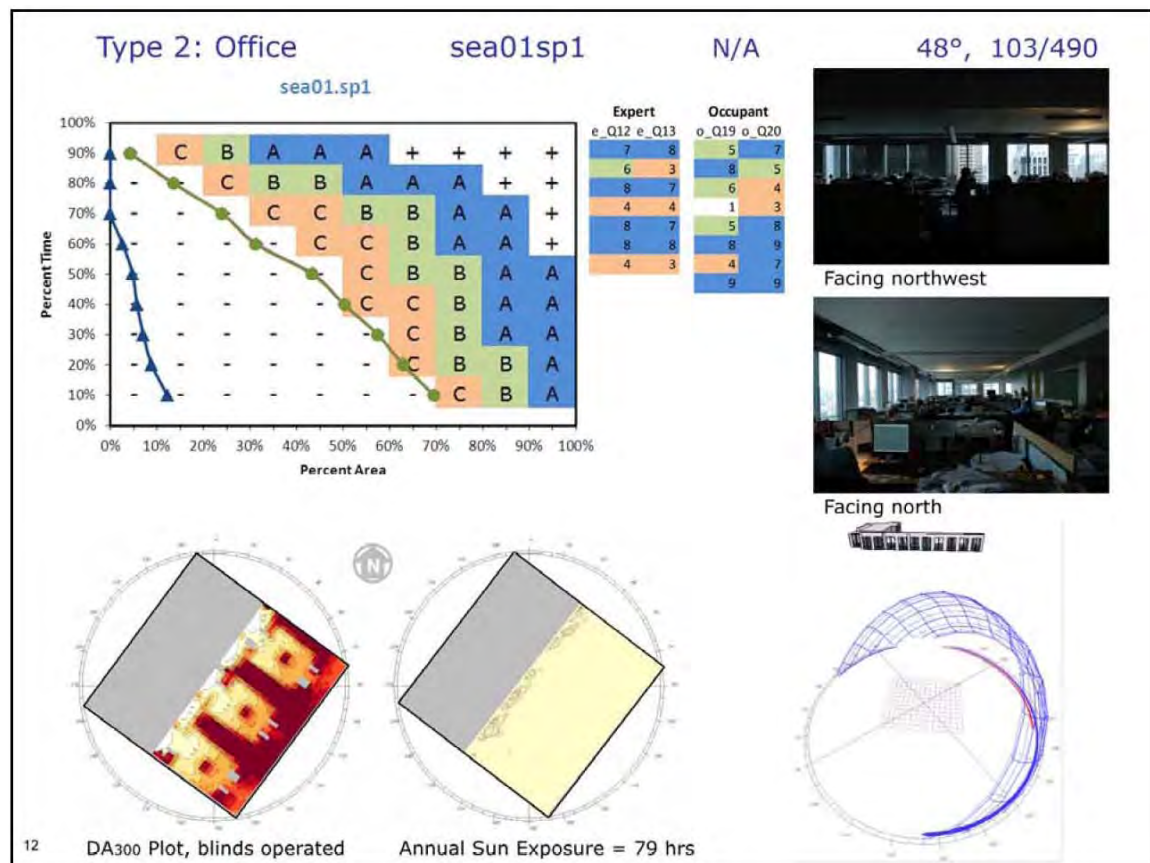 Type 2: Office sea01sp1 N/A 48°, 103/490
sea01.sp1
Percent Time
100%
90% C B A A A + + + +
80% - - C B B A A A + +
70% - - - C C B B A A +
60% - - - - C C B A A +
50% - - - - - C B B A A
40% - - - - - C C B A A
30% - - - - - - C B A A
20% - - - - - - C B B A
10% - - - - - - - C B A
0%
0% 10% 20% 30% 40% 50% 60% 70% 80% 90% 100%
Percent Area
Expert Occupant
e_Q12 e_Q13 o_Q19 o_Q20
7 8 5 7
6 3 8 5
8 7 6 4
4 4 1 3
8 7 5 8
8 8 8 9
4 3 4 7
9 9
Facing northwest
Facing north
N
12 DA300 Plot, blinds operated Annual Sun Exposure = 79 hrs